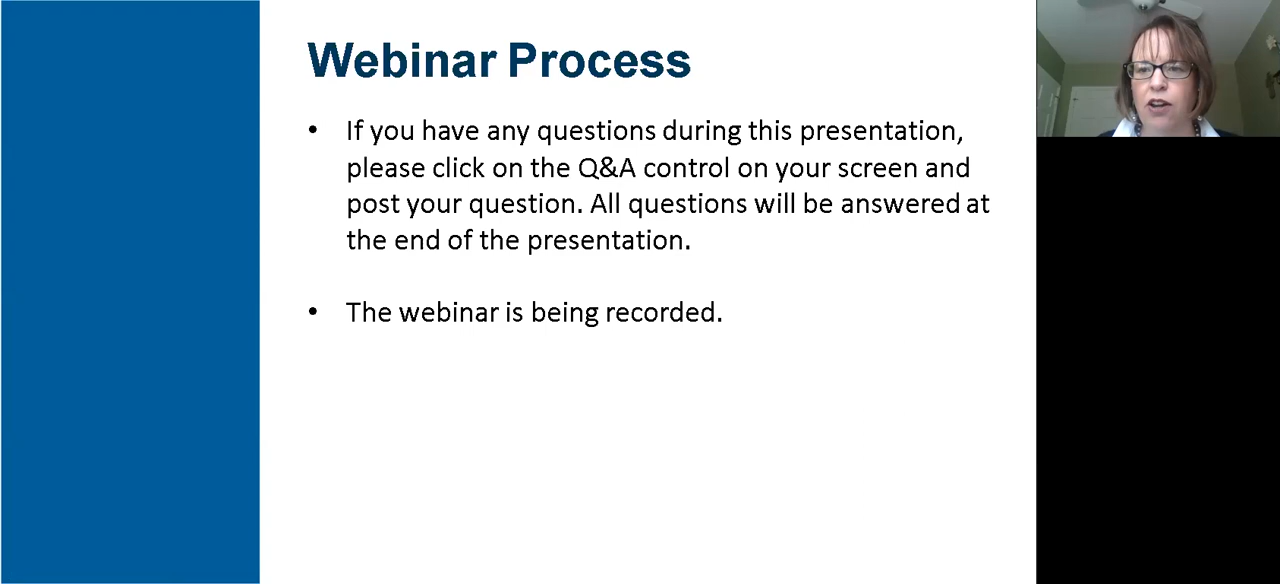 Webinar Process
• If you have any questions during this presentation,
please click on the Q&A control on your screen and
post your question. All questions will be answered at
the end of the presentation.
• The webinar is being recorded.